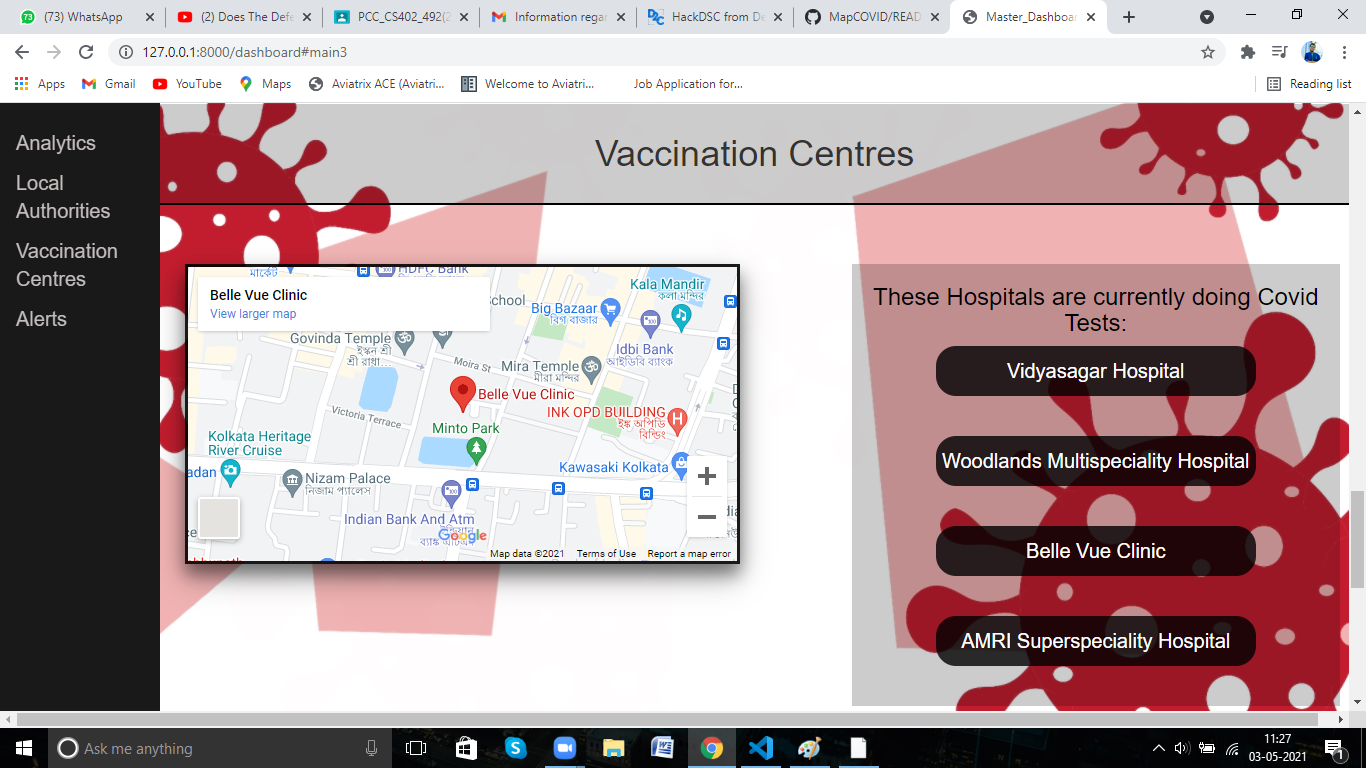 (73) WhatsApp
(2) Does The Defe
PCC_CS402_492(2
Information regar
HackDSC from De
MapCOVID/READ
Master_Dashboar
127.0.0.1:8000/dashboard#main3
Apps
Gmail
YouTube
Maps
Aviatrix ACE (Aviatri...
Welcome to Aviatri...
Job Application for...
Reading list
Analytics
Local
Authorities
Vaccination
Centres
Alerts
Vaccination Centres
Belle Vue Clinic
View larger map
মার্কেট
HDFC Bank
School
Big Bazaar
বিগ বাজার
Kala Mandir
কলা মন্দির
Govinda Temple
ইস্কন শ্রী
শ্রী রাধা...
Moira St
Mira Temple
মীরা মন্দির
Idbi Bank
আইডিবি ব্যাংক
Belle Vue Clinic
Victoria Terrace
INK OPD BUILDING
ইঙ্ক অপিডি
বিল্ডিং
Minto Park
Kolkata Heritage
River Cruise
adan
Nizam Palace
নিজাম প্যালেস
Kawasaki Kolkata
Indian Bank And Atm
Google
Map data ©2021
Terms of Use
Report a map error
These Hospitals are currently doing Covid
Tests:
Vidyasagar Hospital
Woodlands Multispeciality Hospital
Belle Vue Clinic
AMRI Superspeciality Hospital
Ask me anything
11:27
03-05-2021
1